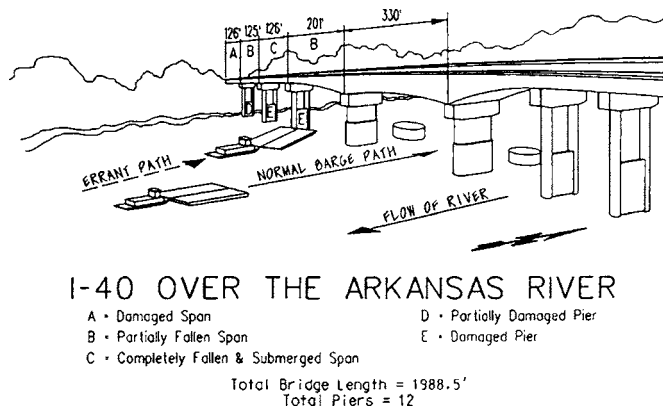 126' 125' 126' 201' 330'
A B C B
D E E
ERRANT PATH
NORMAL BARGE PATH
FLOW OF RIVER
I-40 OVER THE ARKANSAS RIVER
A - Damaged Span
B - Partially Fallen Span
C - Completely Fallen & Submerged Span
D - Partially Damaged Pier
E - Damaged Pier
Total Bridge Length = 1988.5'
Total Piers = 12